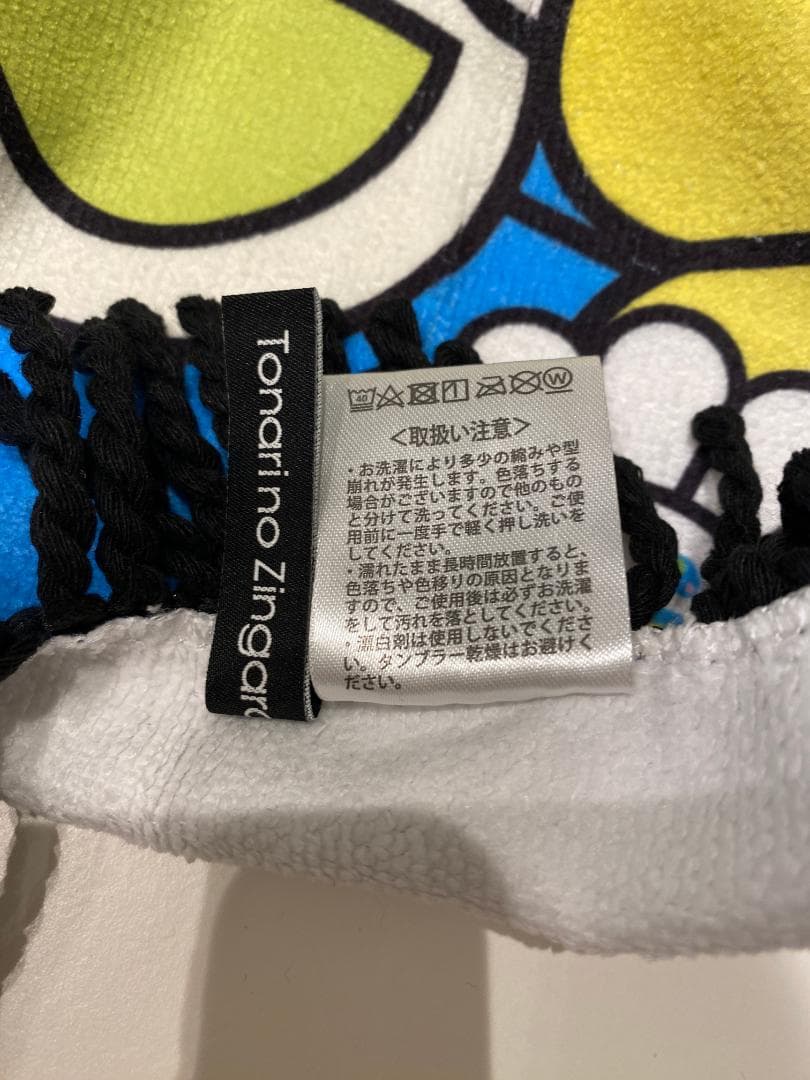 Tonari no Zingaro
40 W
<取扱い注意>
・お洗濯により多少の縮みや型
崩れが発生します。色落ちする
場合がございますので他のもの
と分けて洗ってください。ご使
用前に一度手で軽く押し洗いを
してください。
・濡れたまま長時間放置すると、
色落ちや色移りの原因となりま
すので、ご使用後は必ずお洗濯
をして汚れを落としてください。
・漂白剤は使用しないでくださ
い。タンブラー乾燥はお避けく
ださい。